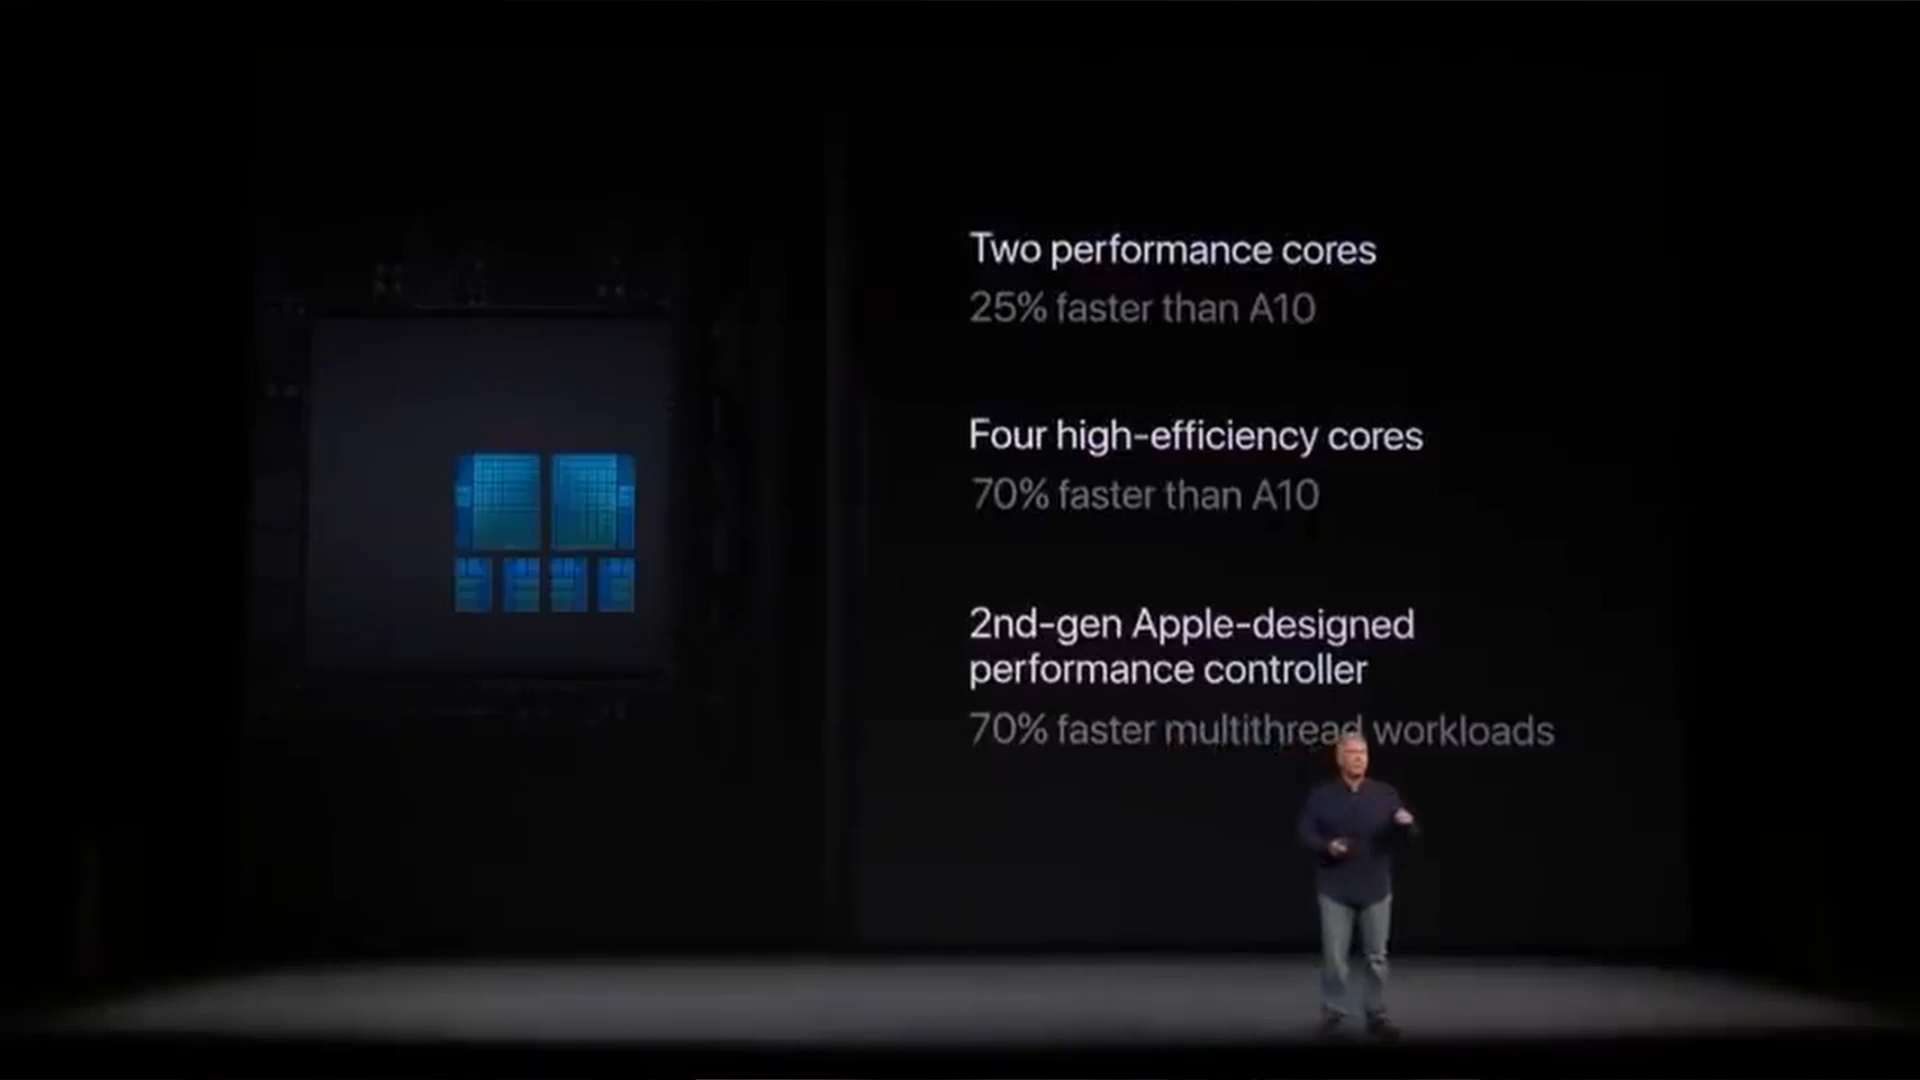 Two performance cores
25% faster than A10
Four high-efficiency cores
70% faster than A10
2nd-gen Apple-designed
performance controller
70% faster multithread workloads